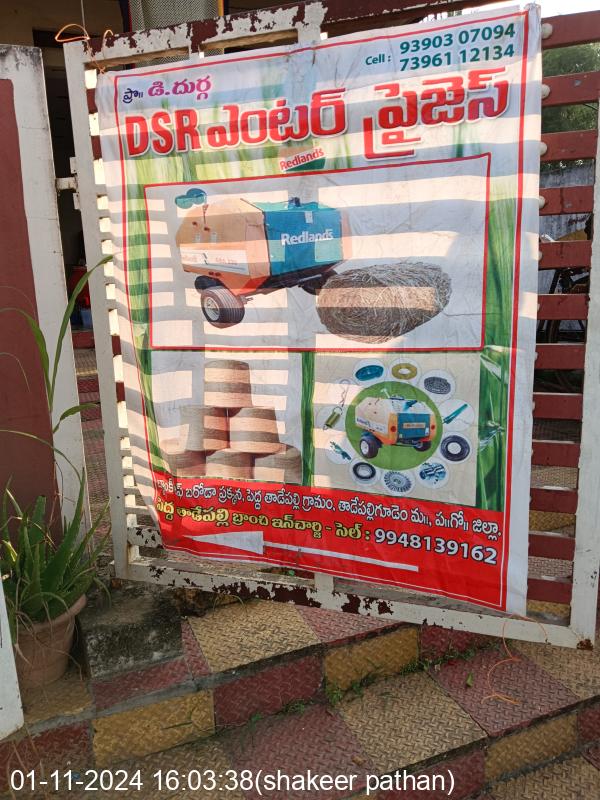 Cell : 93903 07094
73961 12134
ప్రొ॥ డి.దుర్గ
DSR ఎంటర్ ప్రైజెస్
Redlands
Redlands
బ్యాంక్ ఆఫ్ బరోడా ప్రక్కన, పెద్ద తాడేపల్లి గ్రామం, తాడేపల్లిగూడెం మ॥, ప॥గో॥ జిల్లా.
పెద్ద తాడేపల్లి బ్రాంచి ఇన్‌చార్జి - సెల్ : 9948139162
01-11-2024 16:03:38(shakeer pathan)